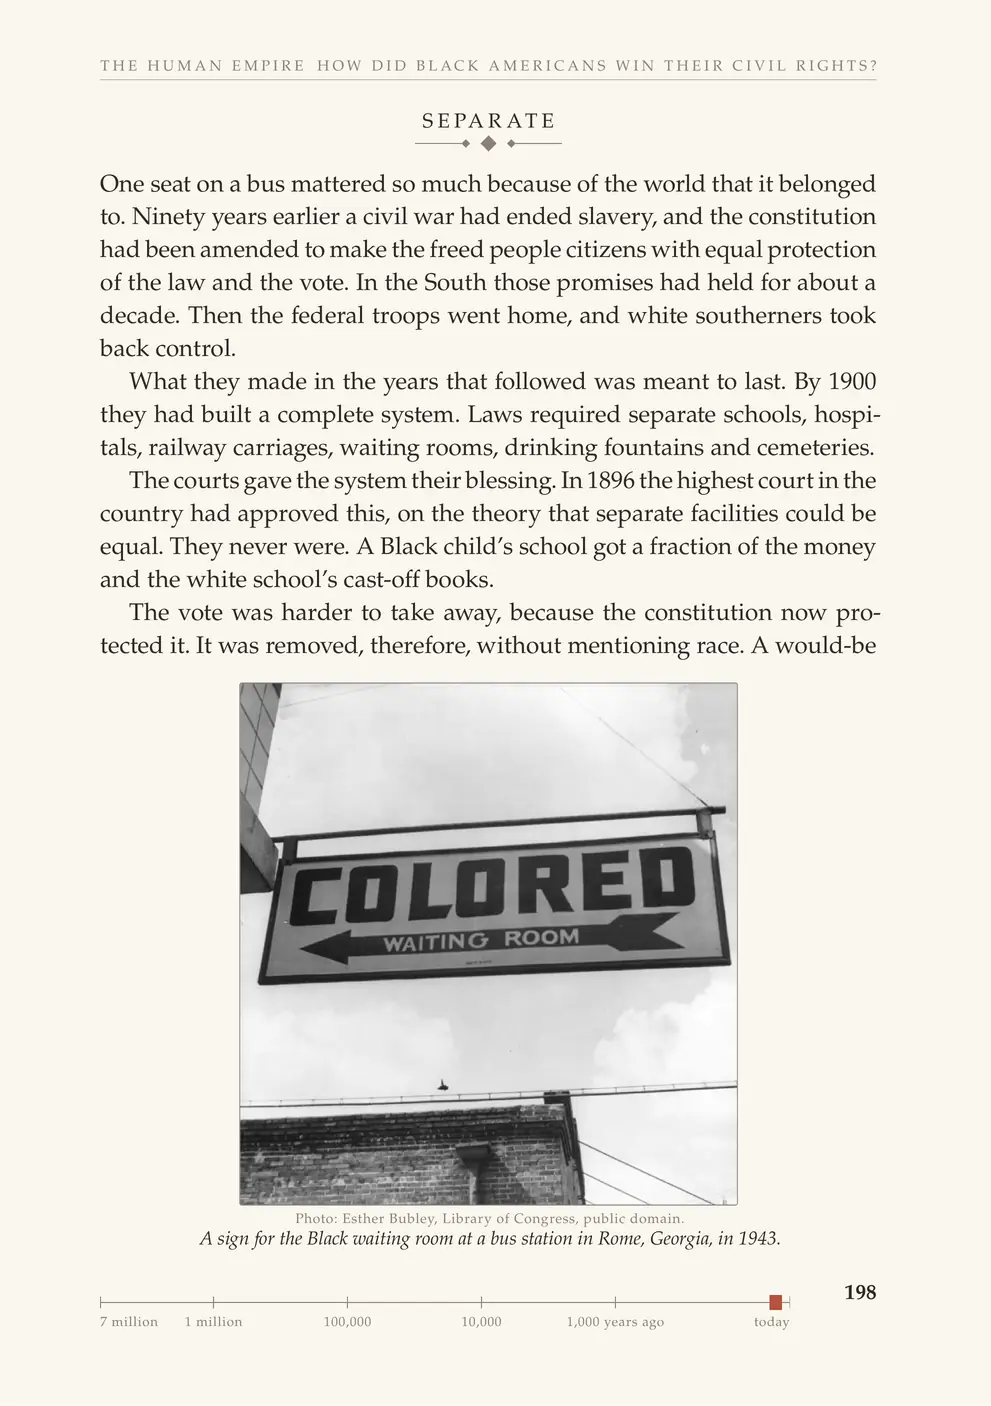 THE HUMAN EMPIRE HOW DID BLACK AMERICANS WIN THEIR CIVIL RIGHTS?
SEPARATE
One seat on a bus mattered so much because of the world that it belonged
to. Ninety years earlier a civil war had ended slavery, and the constitution
had been amended to make the freed people citizens with equal protection
of the law and the vote. In the South those promises had held for about a
decade. Then the federal troops went home, and white southerners took
back control.
What they made in the years that followed was meant to last. By 1900
they had built a complete system. Laws required separate schools, hospi-
tals, railway carriages, waiting rooms, drinking fountains and cemeteries.
The courts gave the system their blessing. In 1896 the highest court in the
country had approved this, on the theory that separate facilities could be
equal. They never were. A Black child's school got a fraction of the money
and the white school's cast-off books.
The vote was harder to take away, because the constitution now pro-
tected it. It was removed, therefore, without mentioning race. A would-be
COLORED
WAITING ROOM
Photo: Esther Bubley, Library of Congress, public domain.
A sign for the Black waiting room at a bus station in Rome, Georgia, in 1943.
198
7 million 1 million 100,000 10,000 1,000 years ago today